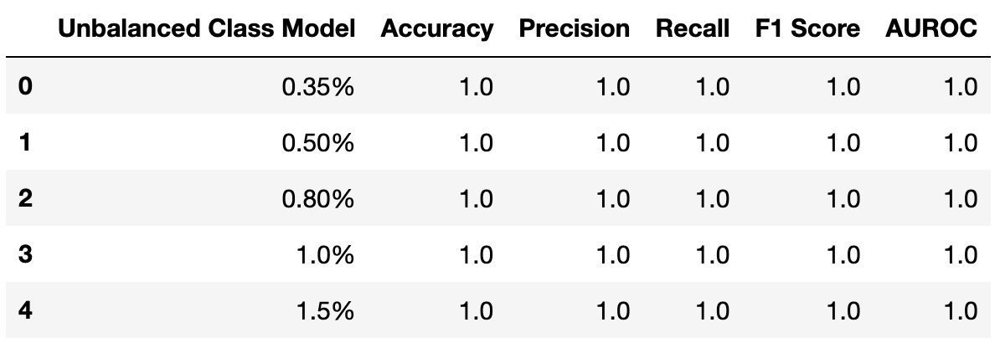 Unbalanced Class Model Accuracy Precision Recall F1 Score AUROC
0 0.35% 1.0 1.0 1.0 1.0 1.0
1 0.50% 1.0 1.0 1.0 1.0 1.0
2 0.80% 1.0 1.0 1.0 1.0 1.0
3 1.0% 1.0 1.0 1.0 1.0 1.0
4 1.5% 1.0 1.0 1.0 1.0 1.0